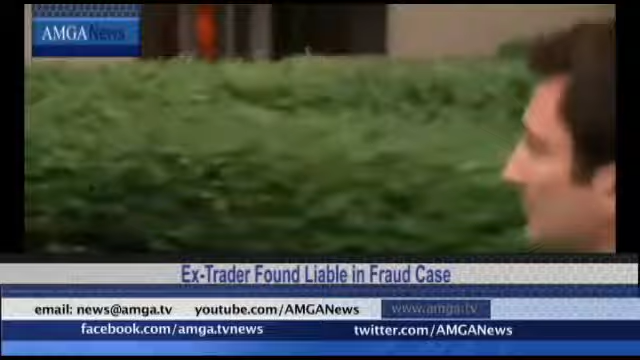 AMGANews
Ex-Trader Found Liable in Fraud Case
email: news@amga.tv youtube.com/AMGANews www.amga.tv
facebook.com/amga.tvnews twitter.com/AMGANews